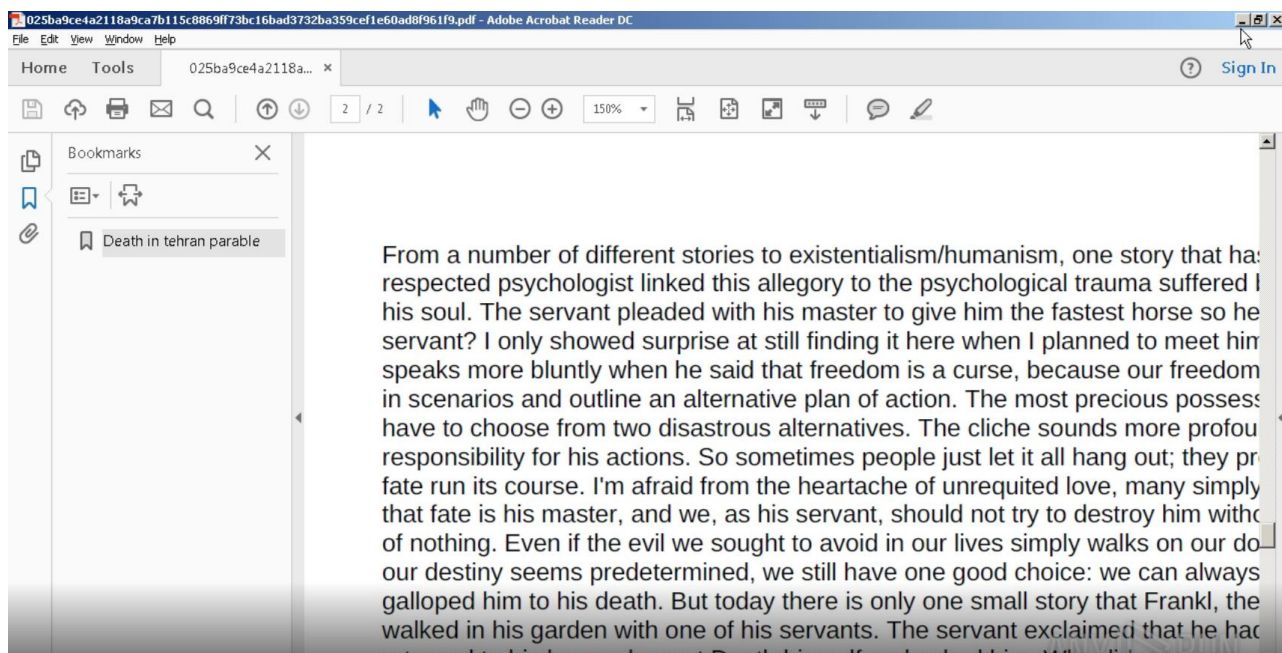 025ba9ce4a2118a9ca7b115c8869ff73bc16bad3732ba359cef1e60ad8f961f9.pdf - Adobe Acrobat Reader DC
File Edit View Window Help
Home Tools 025ba9ce4a2118a... × Sign In
2 / 2 150%
Bookmarks
Death in tehran parable
From a number of different stories to existentialism/humanism, one story that has
respected psychologist linked this allegory to the psychological trauma suffered
his soul. The servant pleaded with his master to give him the fastest horse so he
servant? I only showed surprise at still finding it here when I planned to meet him
speaks more bluntly when he said that freedom is a curse, because our freedom
in scenarios and outline an alternative plan of action. The most precious possess
have to choose from two disastrous alternatives. The cliche sounds more profou
responsibility for his actions. So sometimes people just let it all hang out; they pr
fate run its course. I'm afraid from the heartache of unrequited love, many simply
that fate is his master, and we, as his servant, should not try to destroy him witho
of nothing. Even if the evil we sought to avoid in our lives simply walks on our do
our destiny seems predetermined, we still have one good choice: we can always
galloped him to his death. But today there is only one small story that Frankl, the
walked in his garden with one of his servants. The servant exclaimed that he had